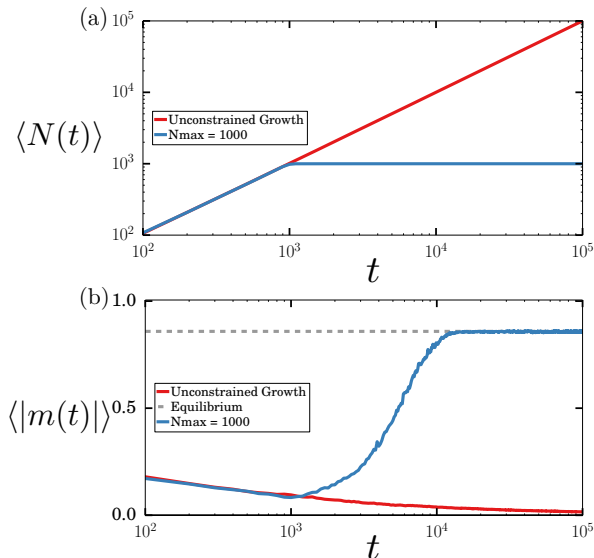 (a)
10^5
10^4
⟨N(t)⟩
Unconstrained Growth
Nmax = 1000
10^3
10^2
10^2 10^3 10^4 10^5
t
(b)
1.0
Unconstrained Growth
Equilibrium
Nmax = 1000
⟨|m(t)|⟩
0.5
0.0
10^2 10^3 10^4 10^5
t